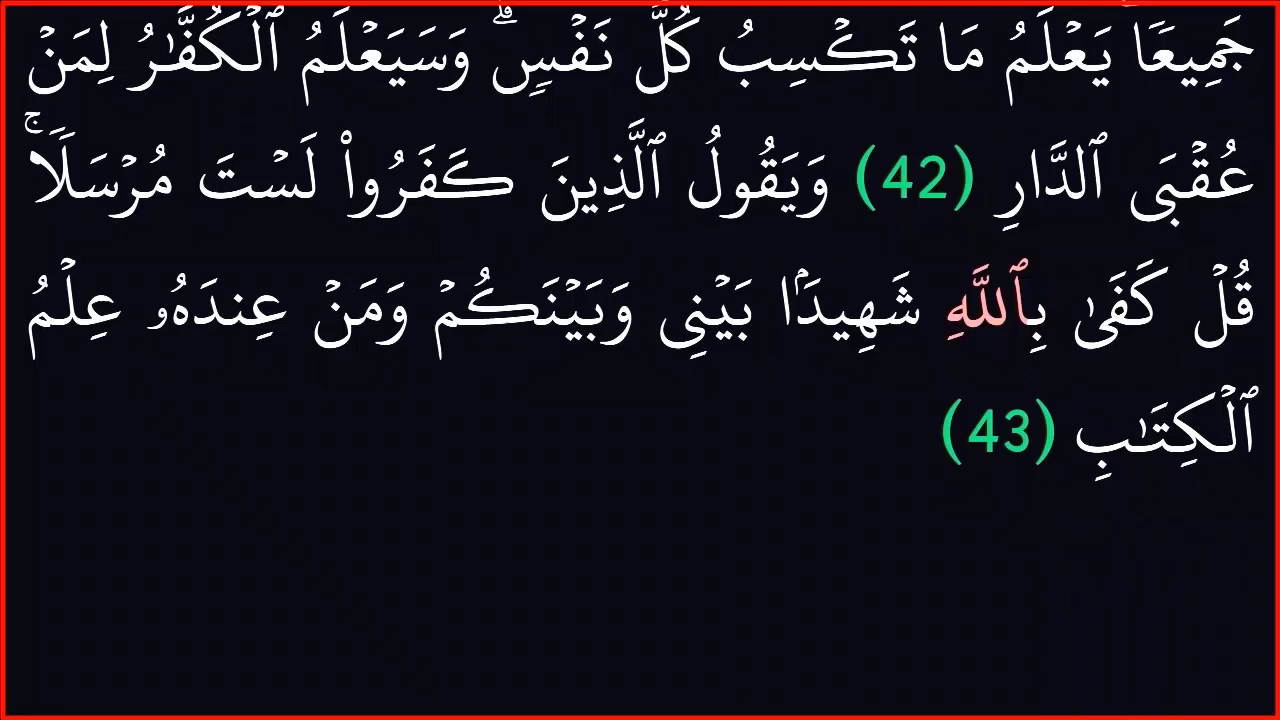 جَمِيعٗاۖ يَعۡلَمُ مَا تَكۡسِبُ كُلُّ نَفۡسٖۗ وَسَيَعۡلَمُ ٱلۡكُفَّٰرُ لِمَنۡ
عُقۡبَى ٱلدَّارِ (42) وَيَقُولُ ٱلَّذِينَ كَفَرُواْ لَسۡتَ مُرۡسَلٗاۚ
قُلۡ كَفَىٰ بِٱللَّهِ شَهِيدَۢا بَيۡنِي وَبَيۡنَكُمۡ وَمَنۡ عِندَهُۥ عِلۡمُ
ٱلۡكِتَٰبِ (43)